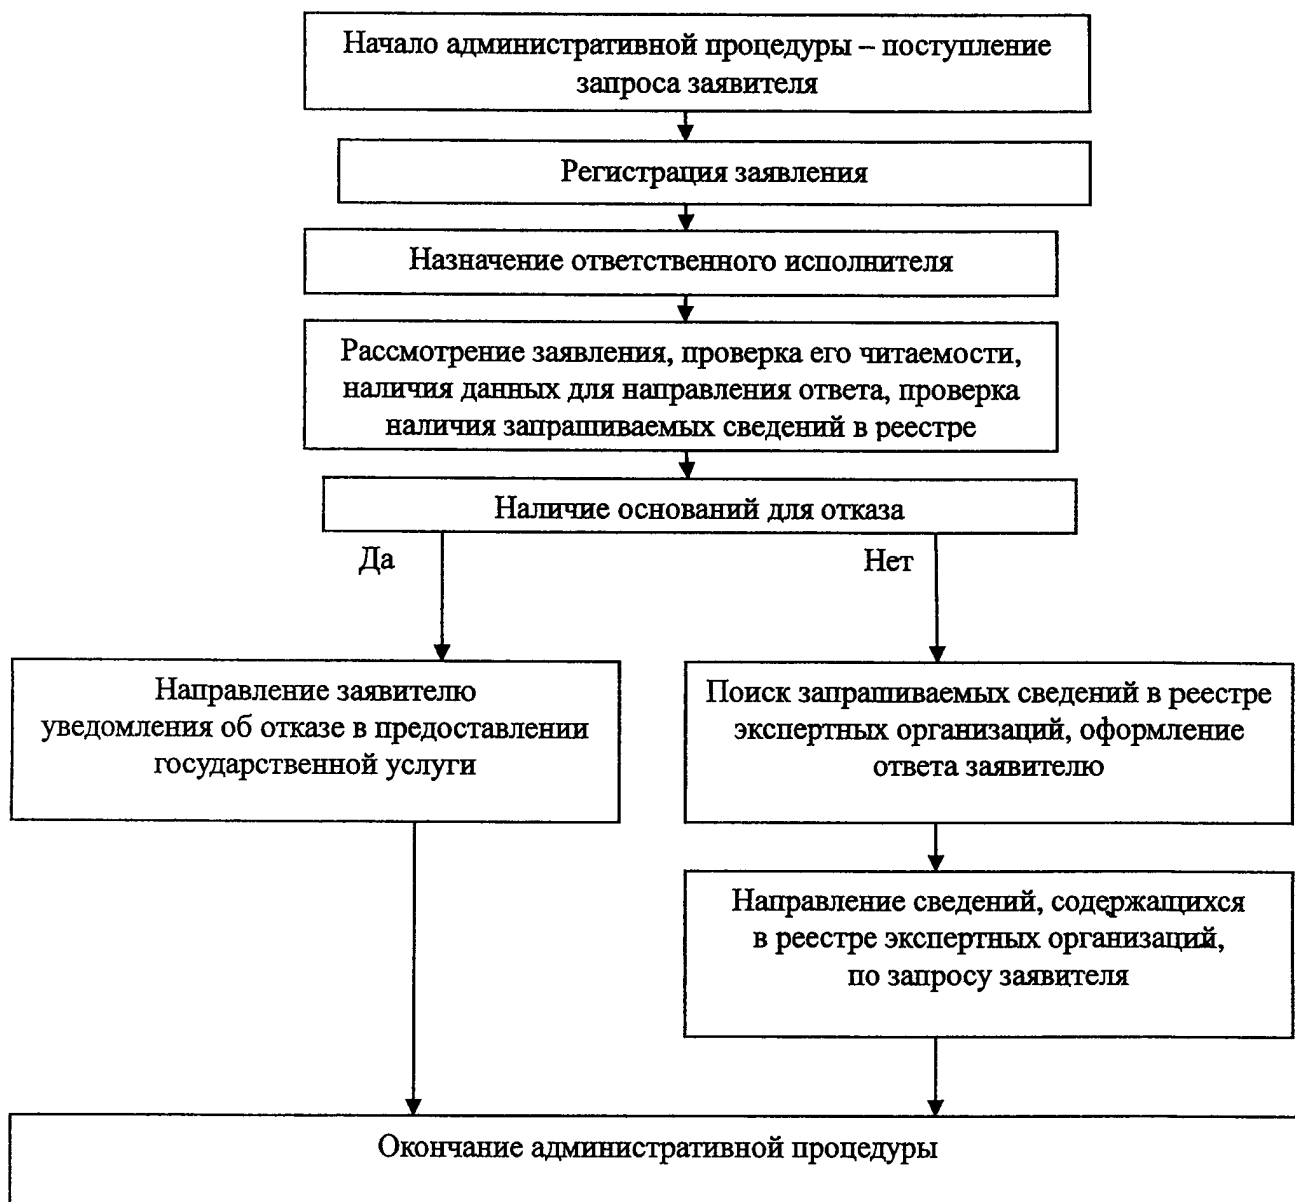 Начало административной процедуры – поступление
запроса заявителя
Регистрация заявления
Назначение ответственного исполнителя
Рассмотрение заявления, проверка его читаемости,
наличия данных для направления ответа, проверка
наличия запрашиваемых сведений в реестре
Наличие оснований для отказа
Да
Нет
Направление заявителю
уведомления об отказе в предоставлении
государственной услуги
Поиск запрашиваемых сведений в реестре
экспертных организаций, оформление
ответа заявителю
Направление сведений, содержащихся
в реестре экспертных организаций,
по запросу заявителя
Окончание административной процедуры